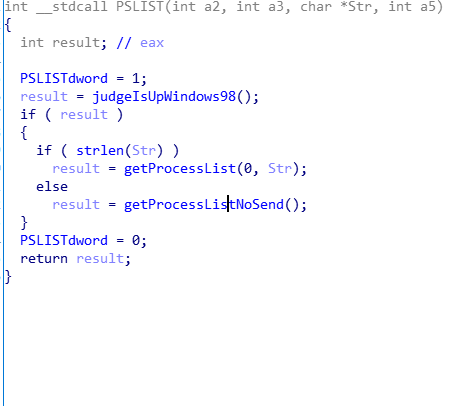 int __stdcall PSLIST(int a2, int a3, char *Str, int a5)
{
  int result; // eax

  PSLISTdword = 1;
  result = judgeIsUpWindows98();
  if ( result )
  {
    if ( strlen(Str) )
      result = getProcessList(0, Str);
    else
      result = getProcessListNoSend();
  }
  PSLISTdword = 0;
  return result;
}